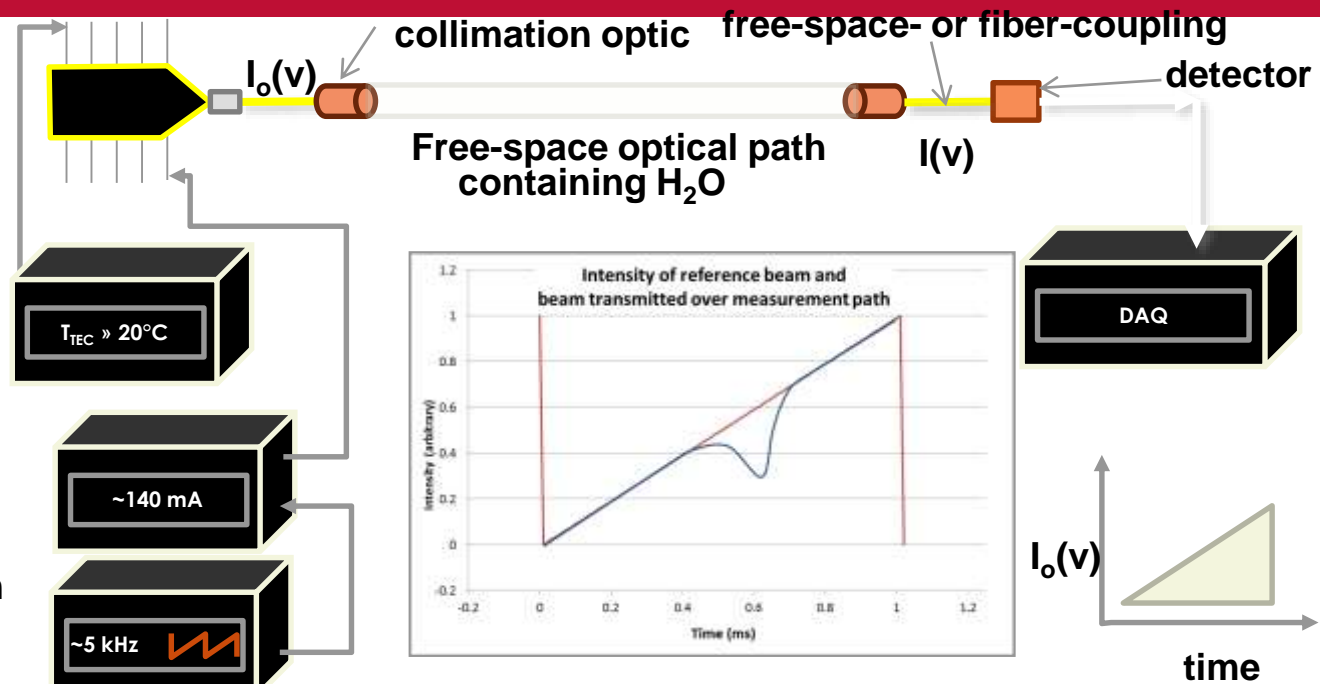 collimation optic
free-space- or fiber-coupling
Iₒ(v)
detector
Free-space optical path
containing H₂O
I(v)
T_TEC » 20°C
~140 mA
~5 kHz
Intensity of reference beam and
beam transmitted over measurement path
Intensity (arbitrary)
1.2
1
0.8
0.6
0.4
0.2
0
-0.2
-0.2
0
0.2
0.4
0.6
0.8
1
1.2
Time (ms)
DAQ
Iₒ(v)
time